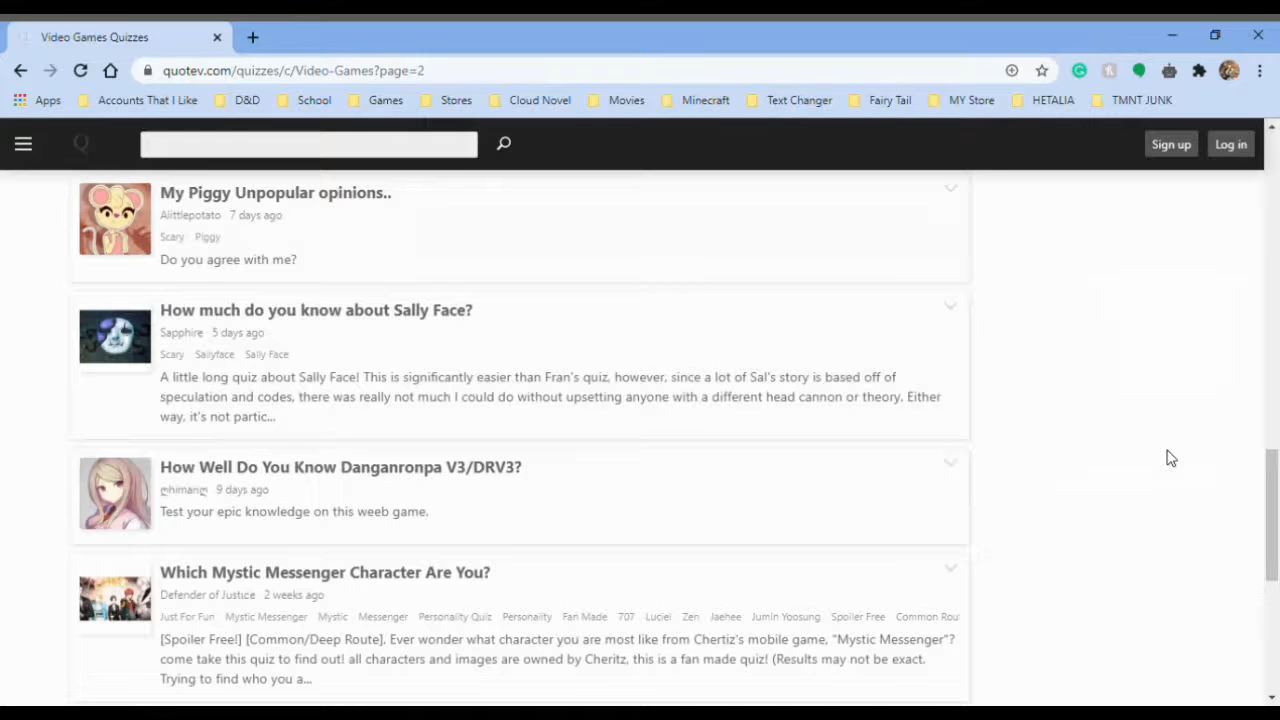 Video Games Quizzes
quotev.com/quizzes/c/Video-Games?page=2
Apps Accounts That I Like D&D School Games Stores Cloud Novel Movies Minecraft Text Changer Fairy Tail MY Store HETALIA TMNT JUNK
Q Sign up Log in
My Piggy Unpopular opinions..
Alittlepotato 7 days ago
Scary Piggy
Do you agree with me?
How much do you know about Sally Face?
Sapphire 5 days ago
Scary Sallyface Sally Face
A little long quiz about Sally Face! This is significantly easier than Fran's quiz, however, since a lot of Sal's story is based off of
speculation and codes, there was really not much I could do without upsetting anyone with a different head cannon or theory. Either
way, it's not partic...
How Well Do You Know Danganronpa V3/DRV3?
9 days ago
Test your epic knowledge on this weeb game.
Which Mystic Messenger Character Are You?
Defender of Justice 2 weeks ago
Just For Fun Mystic Messenger Mystic Messenger Personality Quiz Personality Fan Made 707 Luciel Zen Jaehee Jumin Yoosung Spoiler Free Common Rou
[Spoiler Free!] [Common/Deep Route]. Ever wonder what character you are most like from Chertiz's mobile game, "Mystic Messenger"?
come take this quiz to find out! all characters and images are owned by Cheritz, this is a fan made quiz! (Results may not be exact.
Trying to find who you a...